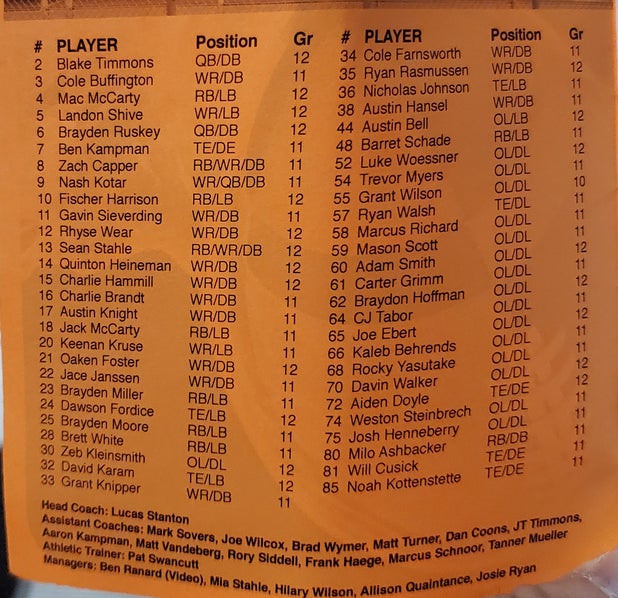 # PLAYER Position Gr
2 Blake Timmons QB/DB 12
3 Cole Buffington WR/DB 11
4 Mac McCarty RB/LB 12
5 Landon Shive WR/LB 12
6 Brayden Ruskey QB/DB 12
7 Ben Kampman TE/DE 11
8 Zach Capper RB/WR/DB 11
9 Nash Kotar WR/QB/DB 11
10 Fischer Harrison RB/LB 12
11 Gavin Sieverding WR/DB 11
12 Rhyse Wear WR/DB 12
13 Sean Stahle RB/WR/DB 12
14 Quinton Heineman WR/DB 12
15 Charlie Hammill WR/DB 12
16 Charlie Brandt WR/DB 11
17 Austin Knight WR/DB 11
18 Jack McCarty RB/LB 11
20 Keenan Kruse WR/LB 11
21 Oaken Foster WR/DB 12
22 Jace Janssen WR/DB 11
23 Brayden Miller RB/LB 11
24 Dawson Fordice TE/LB 12
25 Brayden Moore RB/LB 11
28 Brett White RB/LB 11
30 Zeb Kleinsmith OL/DL 12
32 David Karam TE/LB 12
33 Grant Knipper WR/DB 11
# PLAYER Position Gr
34 Cole Farnsworth WR/DB 11
35 Ryan Rasmussen WR/DB 12
36 Nicholas Johnson TE/LB 11
38 Austin Hansel WR/DB 11
44 Austin Bell OL/LB 12
48 Barret Schade RB/LB 11
52 Luke Woessner OL/DL 12
54 Trevor Myers OL/DL 11
55 Grant Wilson OL/DL 10
57 Ryan Walsh TE/DL 11
58 Marcus Richard OL/DL 11
59 Mason Scott OL/DL 11
60 Adam Smith OL/DL 12
61 Carter Grimm OL/DL 11
62 Braydon Hoffman OL/DL 12
64 CJ Tabor OL/DL 11
65 Joe Ebert OL/DL 11
66 Kaleb Behrends OL/DL 12
68 Rocky Yasutake OL/DL 11
70 Davin Walker OL/DL 12
72 Aiden Doyle TE/DE 12
74 Weston Steinbrech OL/DL 11
75 Josh Henneberry OL/DL 11
80 Milo Ashbacker RB/DB 11
81 Will Cusick TE/DE 11
85 Noah Kottenstette TE/DE 11
Head Coach: Lucas Stanton
Assistant Coaches: Mark Sovers, Joe Wilcox, Brad Wymer, Matt Turner, Dan Coons, JT Timmons,
Aaron Kampman, Matt Vandeberg, Rory Siddell, Frank Haege, Marcus Schnoor, Tanner Mueller
Athletic Trainer: Pat Swancutt
Managers: Ben Ranard (Video), Mia Stahle, Hilary Wilson, Allison Quaintance, Josie Ryan